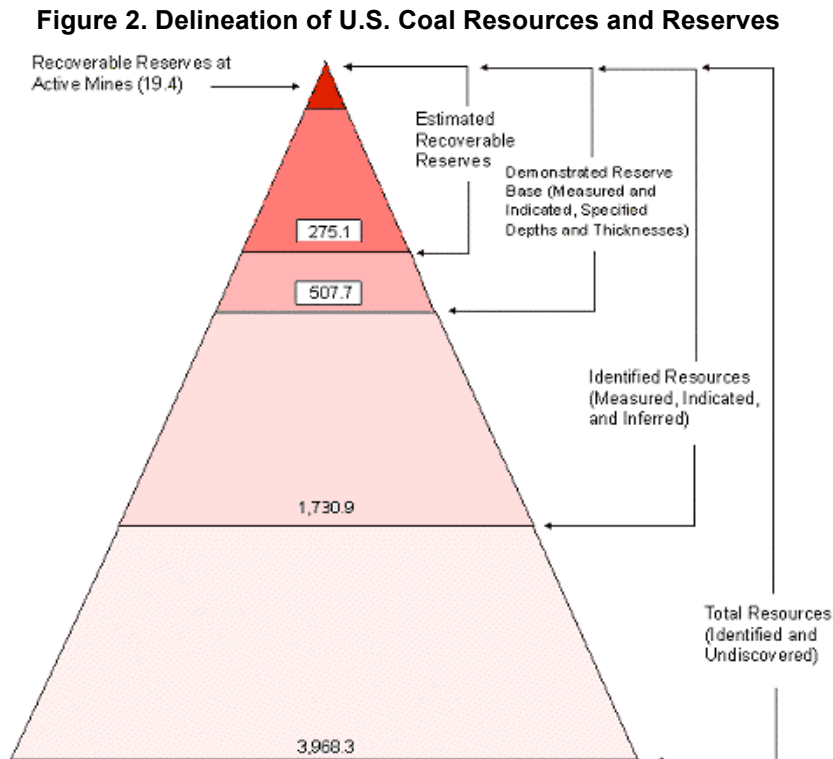 Figure 2. Delineation of U.S. Coal Resources and Reserves
Recoverable Reserves at
Active Mines (19.4)
Estimated
Recoverable
Reserves
Demonstrated Reserve
Base (Measured and
Indicated, Specified
Depths and Thicknesses)
275.1
507.7
Identified Resources
(Measured, Indicated,
and Inferred)
1,730.9
Total Resources
(Identified and
Undiscovered)
3,968.3